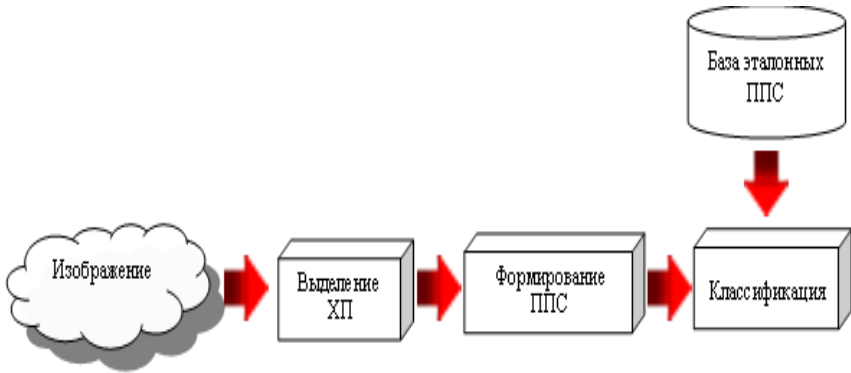 База эталонных
ППС
Изображение
Выделение
ХП
Формирование
ППС
Классификация